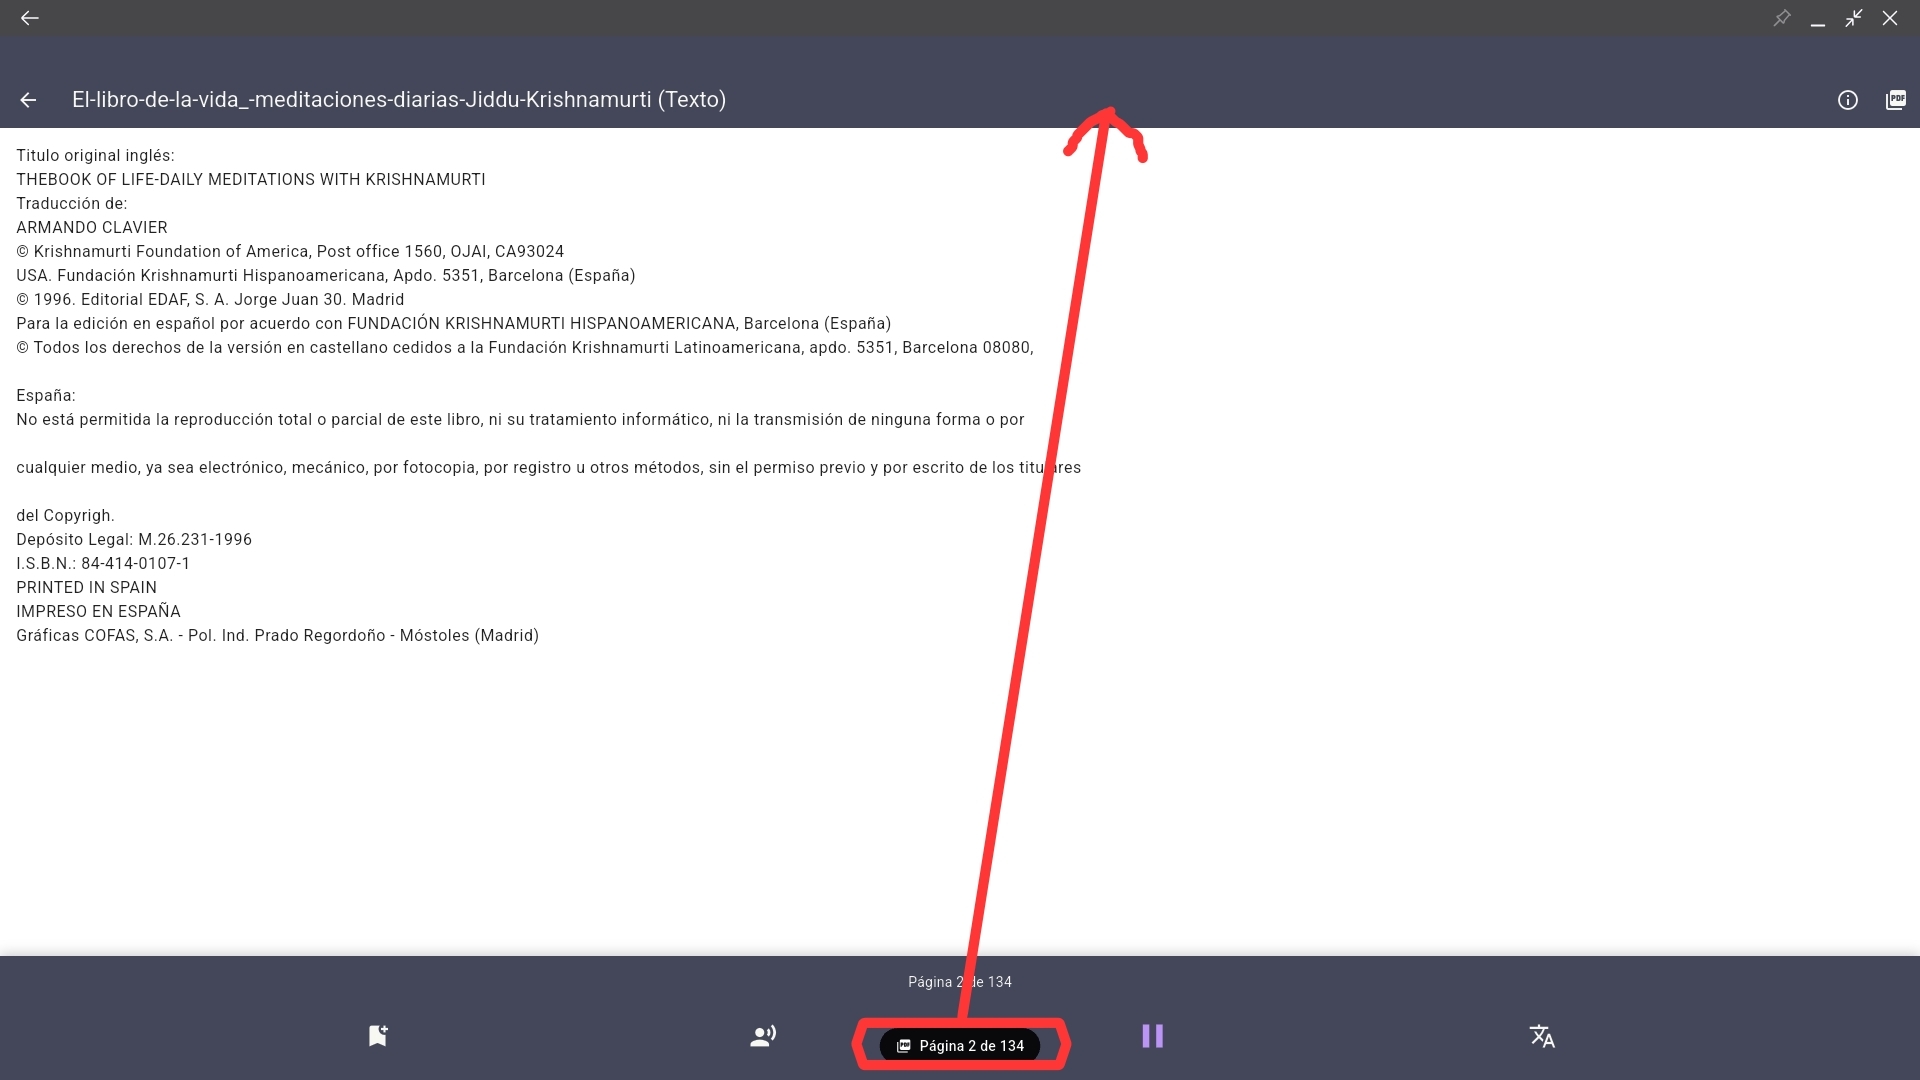 El-libro-de-la-vida_-meditaciones-diarias-Jiddu-Krishnamurti (Texto)
PDF
Titulo original inglés:
THEBOOK OF LIFE-DAILY MEDITATIONS WITH KRISHNAMURTI
Traducción de:
ARMANDO CLAVIER
© Krishnamurti Foundation of America, Post office 1560, OJAI, CA93024
USA. Fundación Krishnamurti Hispanoamericana, Apdo. 5351, Barcelona (España)
© 1996. Editorial EDAF, S. A. Jorge Juan 30. Madrid
Para la edición en español por acuerdo con FUNDACIÓN KRISHNAMURTI HISPANOAMERICANA, Barcelona (España)
© Todos los derechos de la versión en castellano cedidos a la Fundación Krishnamurti Latinoamericana, apdo. 5351, Barcelona 08080,
España:
No está permitida la reproducción total o parcial de este libro, ni su tratamiento informático, ni la transmisión de ninguna forma o por
cualquier medio, ya sea electrónico, mecánico, por fotocopia, por registro u otros métodos, sin el permiso previo y por escrito de los titulares
del Copyrigh.
Depósito Legal: M.26.231-1996
I.S.B.N.: 84-414-0107-1
PRINTED IN SPAIN
IMPRESO EN ESPAÑA
Gráficas COFAS, S.A. - Pol. Ind. Prado Regordoño - Móstoles (Madrid)
Página 2 de 134
PDF Página 2 de 134